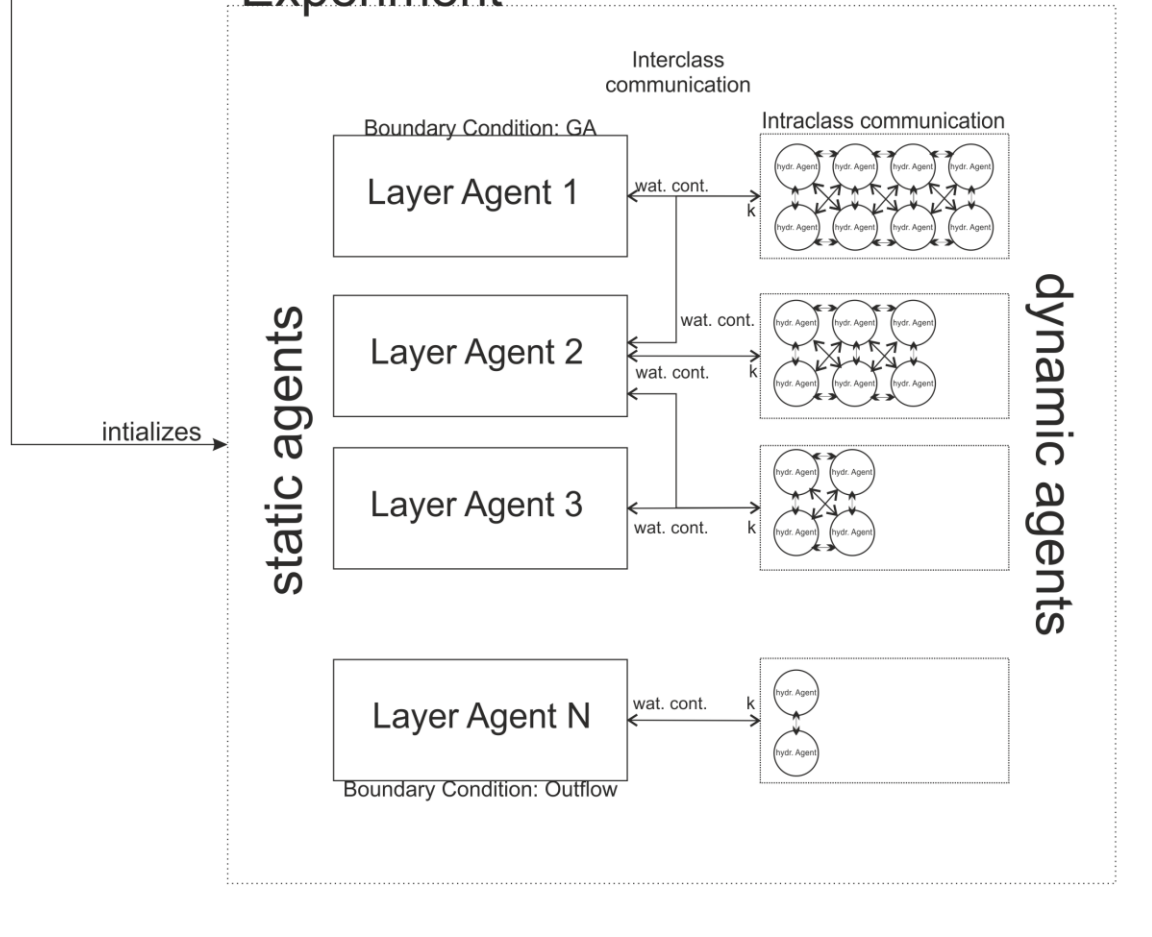 Experiment
Interclass
communication
Boundary Condition: GA
Intraclass communication
Layer Agent 1
wat. cont.
k
hydr. Agent hydr. Agent hydr. Agent hydr. Agent
hydr. Agent hydr. Agent hydr. Agent hydr. Agent
static agents
dynamic agents
Layer Agent 2
wat. cont.
wat. cont.
k
hydr. Agent hydr. Agent hydr. Agent
hydr. Agent hydr. Agent hydr. Agent
intializes
Layer Agent 3
wat. cont.
k
hydr. Agent hydr. Agent
hydr. Agent hydr. Agent
Layer Agent N
wat. cont.
k
hydr. Agent
hydr. Agent
Boundary Condition: Outflow